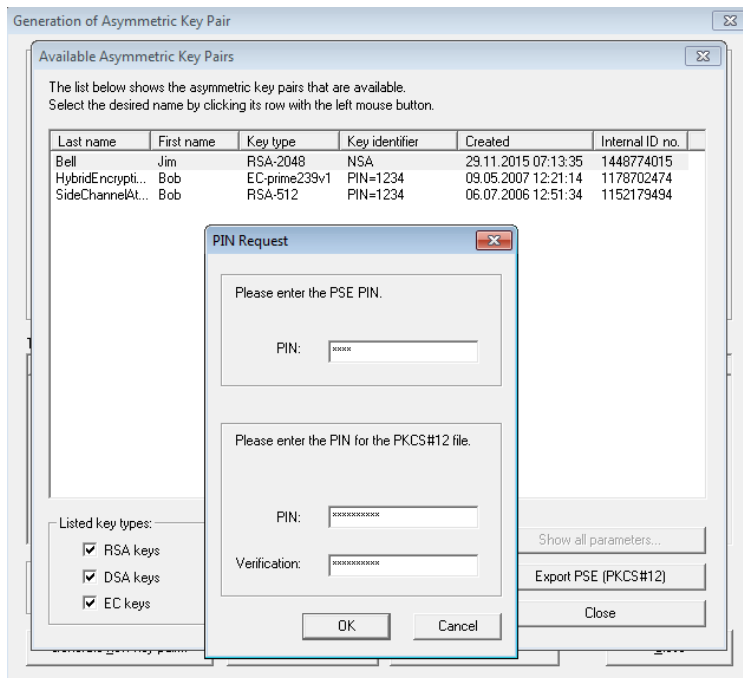 Generation of Asymmetric Key Pair
Available Asymmetric Key Pairs
The list below shows the asymmetric key pairs that are available.
Select the desired name by clicking its row with the left mouse button.
Last name First name Key type Key identifier Created Internal ID no.
Bell Jim RSA-2048 NSA 29.11.2015 07:13:35 1448774015
HybridEncrypti... Bob EC-prime239v1 PIN=1234 09.05.2007 12:21:14 1178702474
SideChannelAt... Bob RSA-512 PIN=1234 06.07.2006 12:51:34 1152179494
PIN Request
Please enter the PSE PIN.
PIN: ****
Please enter the PIN for the PKCS#12 file.
PIN: **********
Verification: **********
OK Cancel
Listed key types:
RSA keys
DSA keys
EC keys
Show all parameters...
Export PSE (PKCS#12)
Close